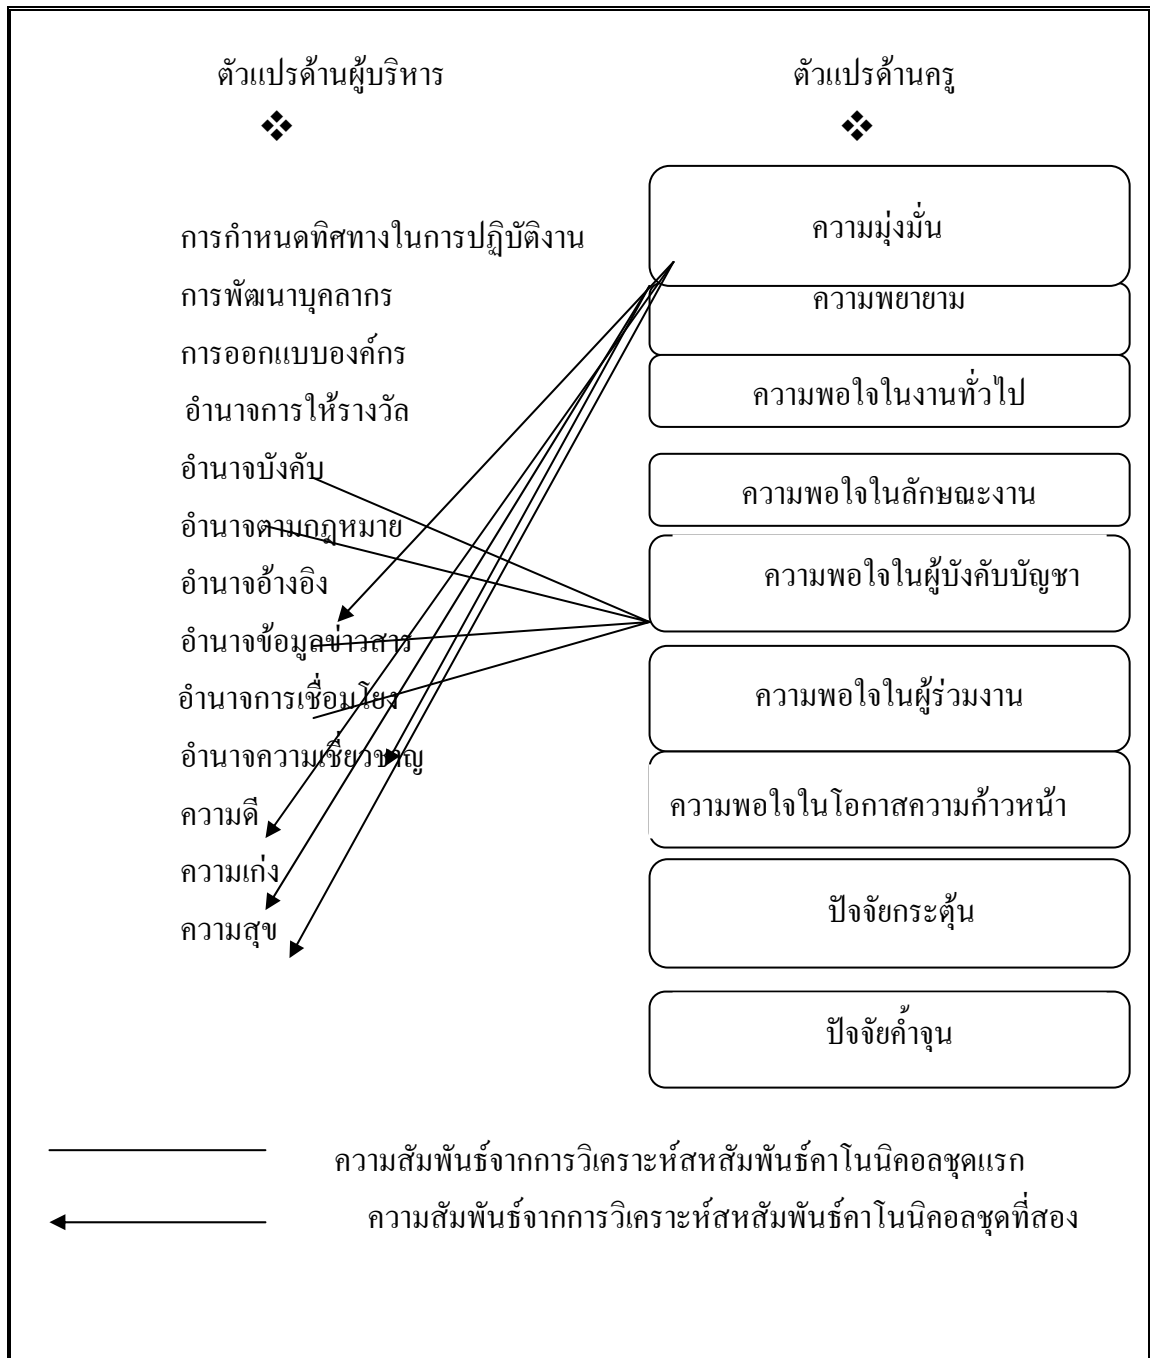 ตัวแปรด้านผู้บริหาร
ตัวแปรด้านครู
การกำหนดทิศทางในการปฏิบัติงาน
การพัฒนาบุคลากร
การออกแบบองค์กร
อำนาจการให้รางวัล
อำนาจบังคับ
อำนาจตามกฎหมาย
อำนาจอ้างอิง
อำนาจข้อมูลข่าวสาร
อำนาจการเชื่อมโยง
อำนาจความเชี่ยวชาญ
ความดี
ความเก่ง
ความสุข
ความมุ่งมั่น
ความพยายาม
ความพอใจในงานทั่วไป
ความพอใจในลักษณะงาน
ความพอใจในผู้บังคับบัญชา
ความพอใจในผู้ร่วมงาน
ความพอใจในโอกาสความก้าวหน้า
ปัจจัยกระตุ้น
ปัจจัยค้ำจุน
ความสัมพันธ์จากการวิเคราะห์สหสัมพันธ์คาโนนิคอลชุดแรก
ความสัมพันธ์จากการวิเคราะห์สหสัมพันธ์คาโนนิคอลชุดที่สอง